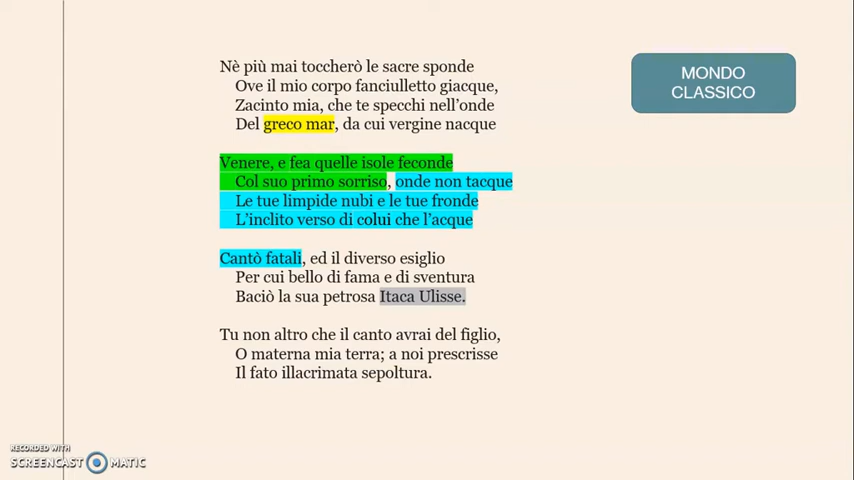 Nè più mai toccherò le sacre sponde
Ove il mio corpo fanciulletto giacque,
Zacinto mia, che te specchi nell'onde
Del greco mar, da cui vergine nacque
Venere, e fea quelle isole feconde
Col suo primo sorriso, onde non tacque
Le tue limpide nubi e le tue fronde
L'inclito verso di colui che l'acque
Cantò fatali, ed il diverso esiglio
Per cui bello di fama e di sventura
Baciò la sua petrosa Itaca Ulisse.
Tu non altro che il canto avrai del figlio,
O materna mia terra; a noi prescrisse
Il fato illacrimata sepoltura.
MONDO
CLASSICO
RECORDED WITH
SCREENCAST MATIC